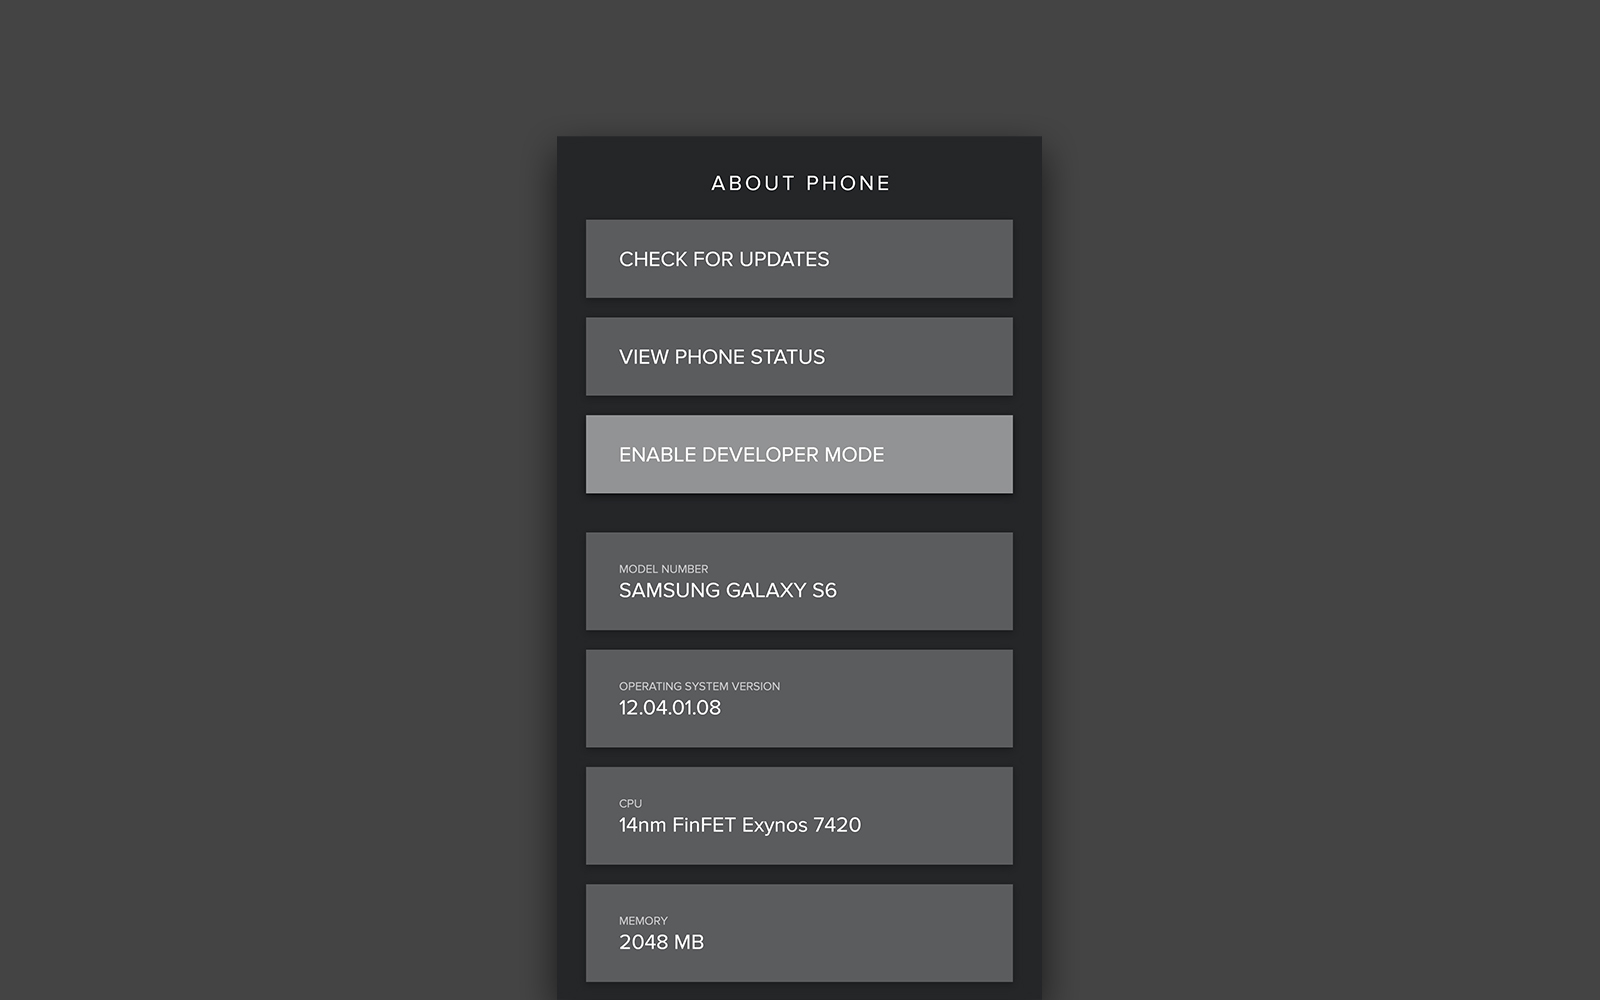 ABOUT PHONE
CHECK FOR UPDATES
VIEW PHONE STATUS
ENABLE DEVELOPER MODE
MODEL NUMBER
SAMSUNG GALAXY S6
OPERATING SYSTEM VERSION
12.04.01.08
CPU
14nm FinFET Exynos 7420
MEMORY
2048 MB